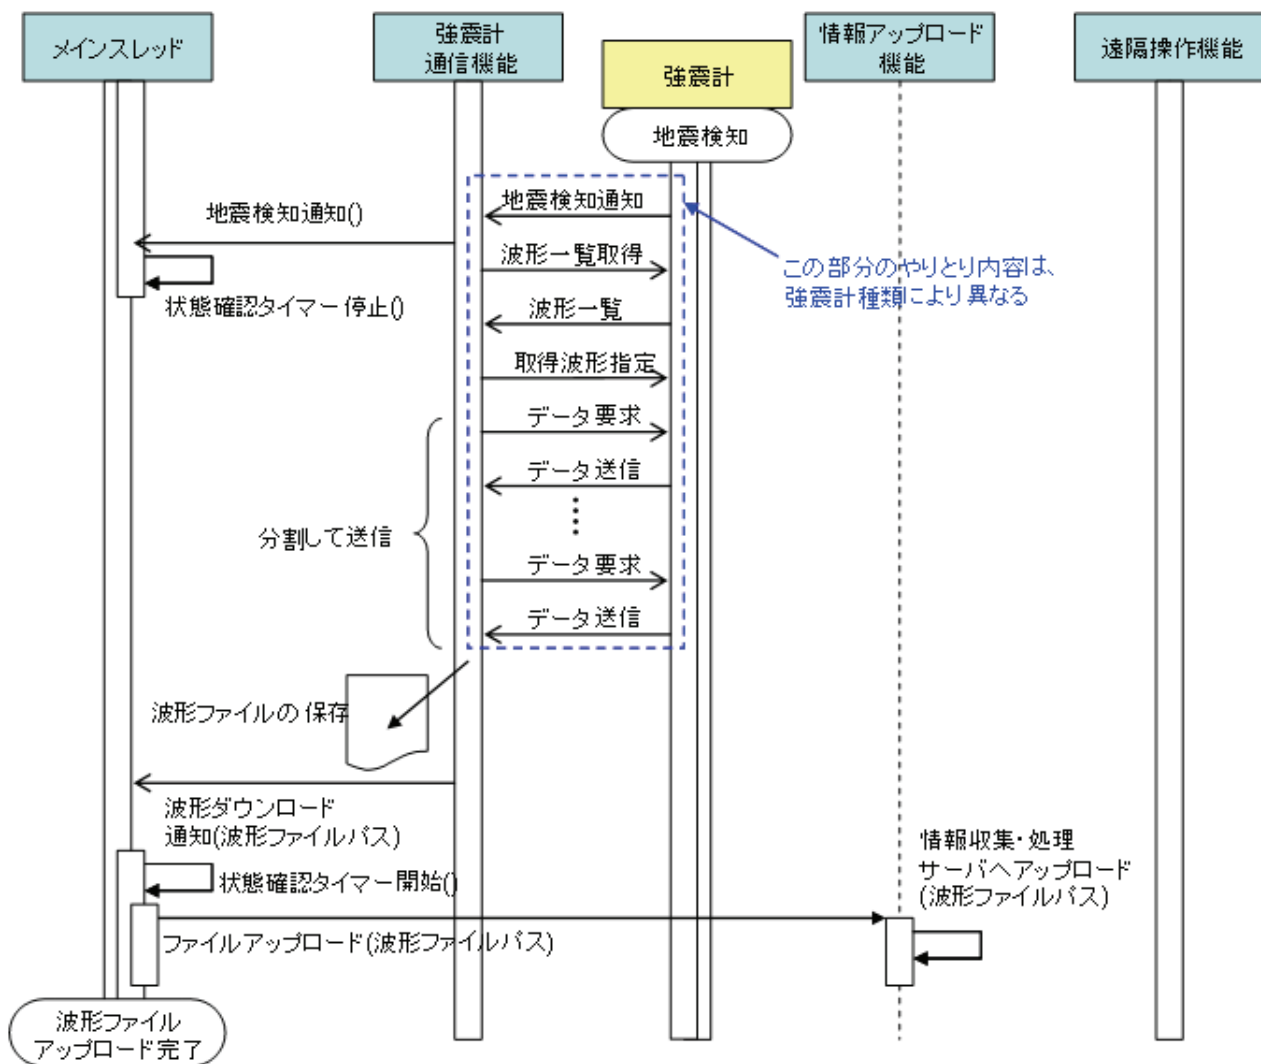 メインスレッド
強震計
通信機能
強震計
情報アップロード
機能
遠隔操作機能
地震検知
地震検知通知
地震検知通知()
波形一覧取得
この部分のやりとり内容は、
強震計種類により異なる
状態確認タイマー停止()
波形一覧
取得波形指定
データ要求
データ送信
分割して送信
データ要求
データ送信
波形ファイルの保存
波形ダウンロード
通知(波形ファイルパス)
情報収集・処理
サーバへアップロード
(波形ファイルパス)
状態確認タイマー開始()
ファイルアップロード(波形ファイルパス)
波形ファイル
アップロード完了